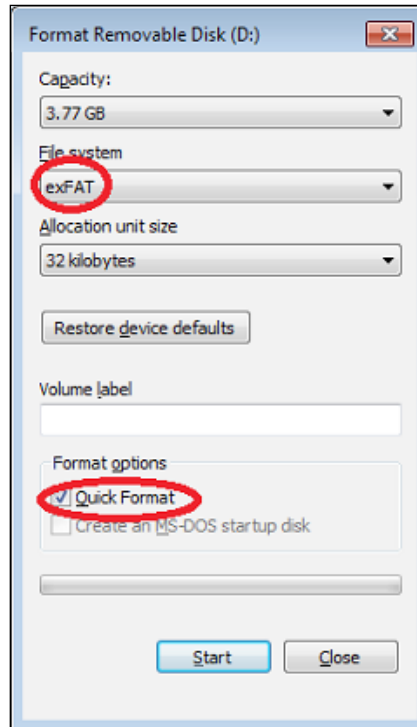 Format Removable Disk (D:)
Capacity:
3.77 GB
File system
exFAT
Allocation unit size
32 kilobytes
Restore device defaults
Volume label
Format options
Quick Format
Create an MS-DOS startup disk
Start Close